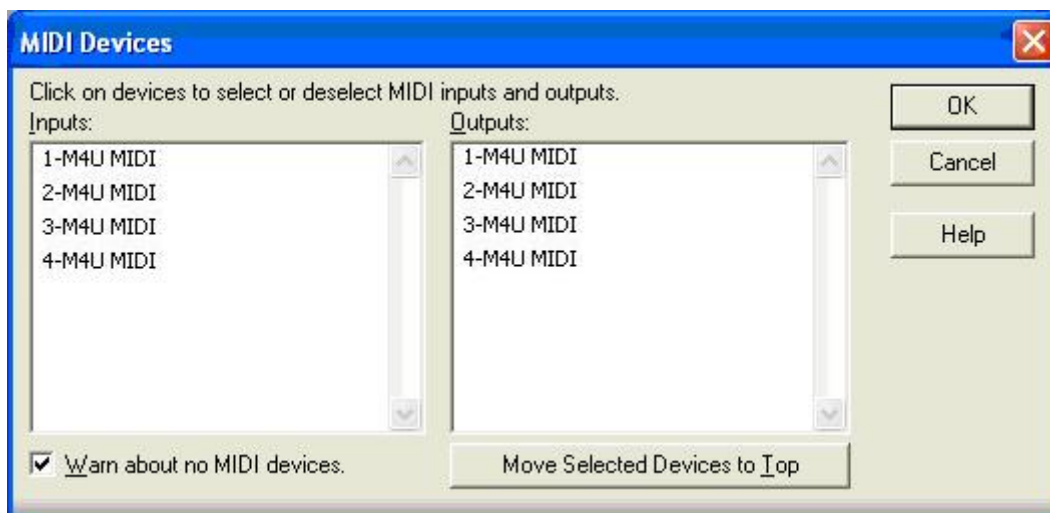 MIDI Devices
Click on devices to select or deselect MIDI inputs and outputs.
Inputs:
1-M4U MIDI
2-M4U MIDI
3-M4U MIDI
4-M4U MIDI
Outputs:
1-M4U MIDI
2-M4U MIDI
3-M4U MIDI
4-M4U MIDI
OK
Cancel
Help
Warn about no MIDI devices.
Move Selected Devices to Top